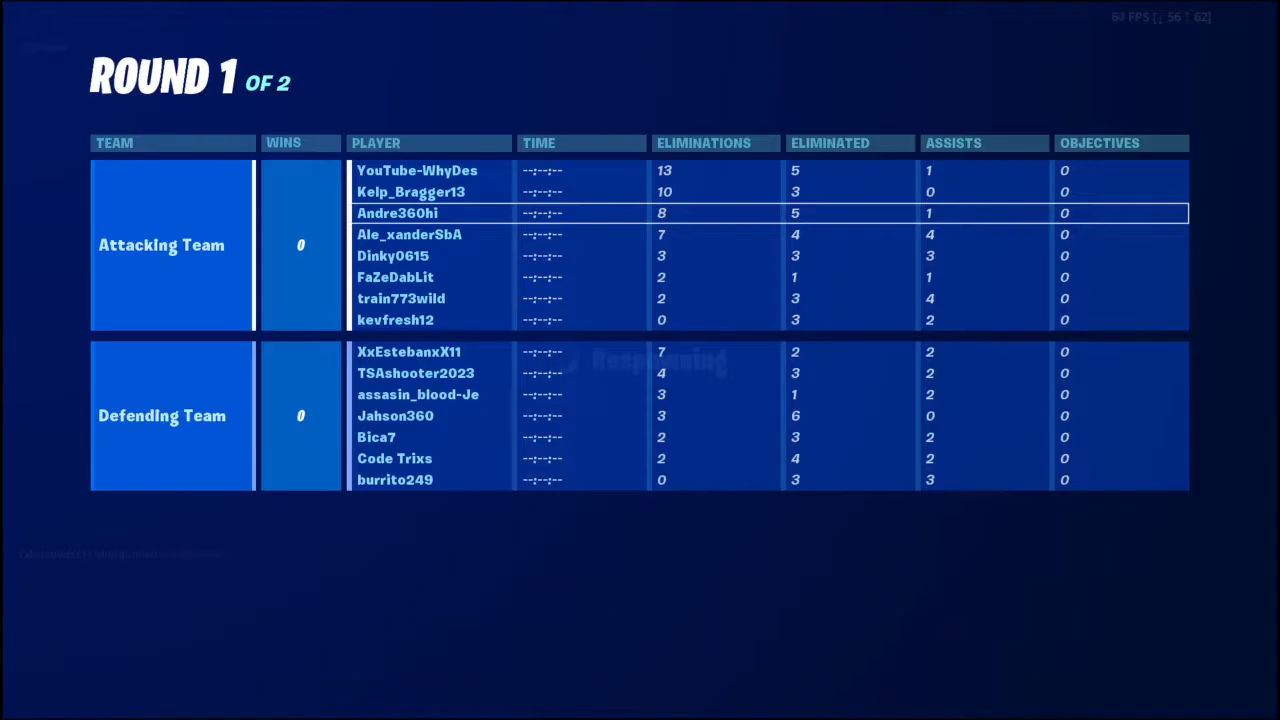 63 FPS [↓ 56 ↑ 62]
ROUND 1 OF 2
TEAM WINS PLAYER TIME ELIMINATIONS ELIMINATED ASSISTS OBJECTIVES
YouTube-WhyDes --:--:-- 13 5 1 0
Kelp_Bragger13 --:--:-- 10 3 0 0
Andre360hi --:--:-- 8 5 1 0
Ale_xanderSbA --:--:-- 7 4 4 0
Attacking Team 0
Dinky0615 --:--:-- 3 3 3 0
FaZeDabLit --:--:-- 2 1 1 0
train773wild --:--:-- 2 3 4 0
kevfresh12 --:--:-- 0 3 2 0
XxEstebanxX11 --:--:-- 7 2 2 0
Respawning
TSAshooter2023 --:--:-- 4 3 2 0
assasin_blood-Je --:--:-- 3 1 2 0
Defending Team 0 Jahson360 --:--:-- 3 6 0 0
Bica7 --:--:-- 2 3 2 0
Code Trixs --:--:-- 2 4 2 0
burrito249 --:--:-- 0 3 3 0